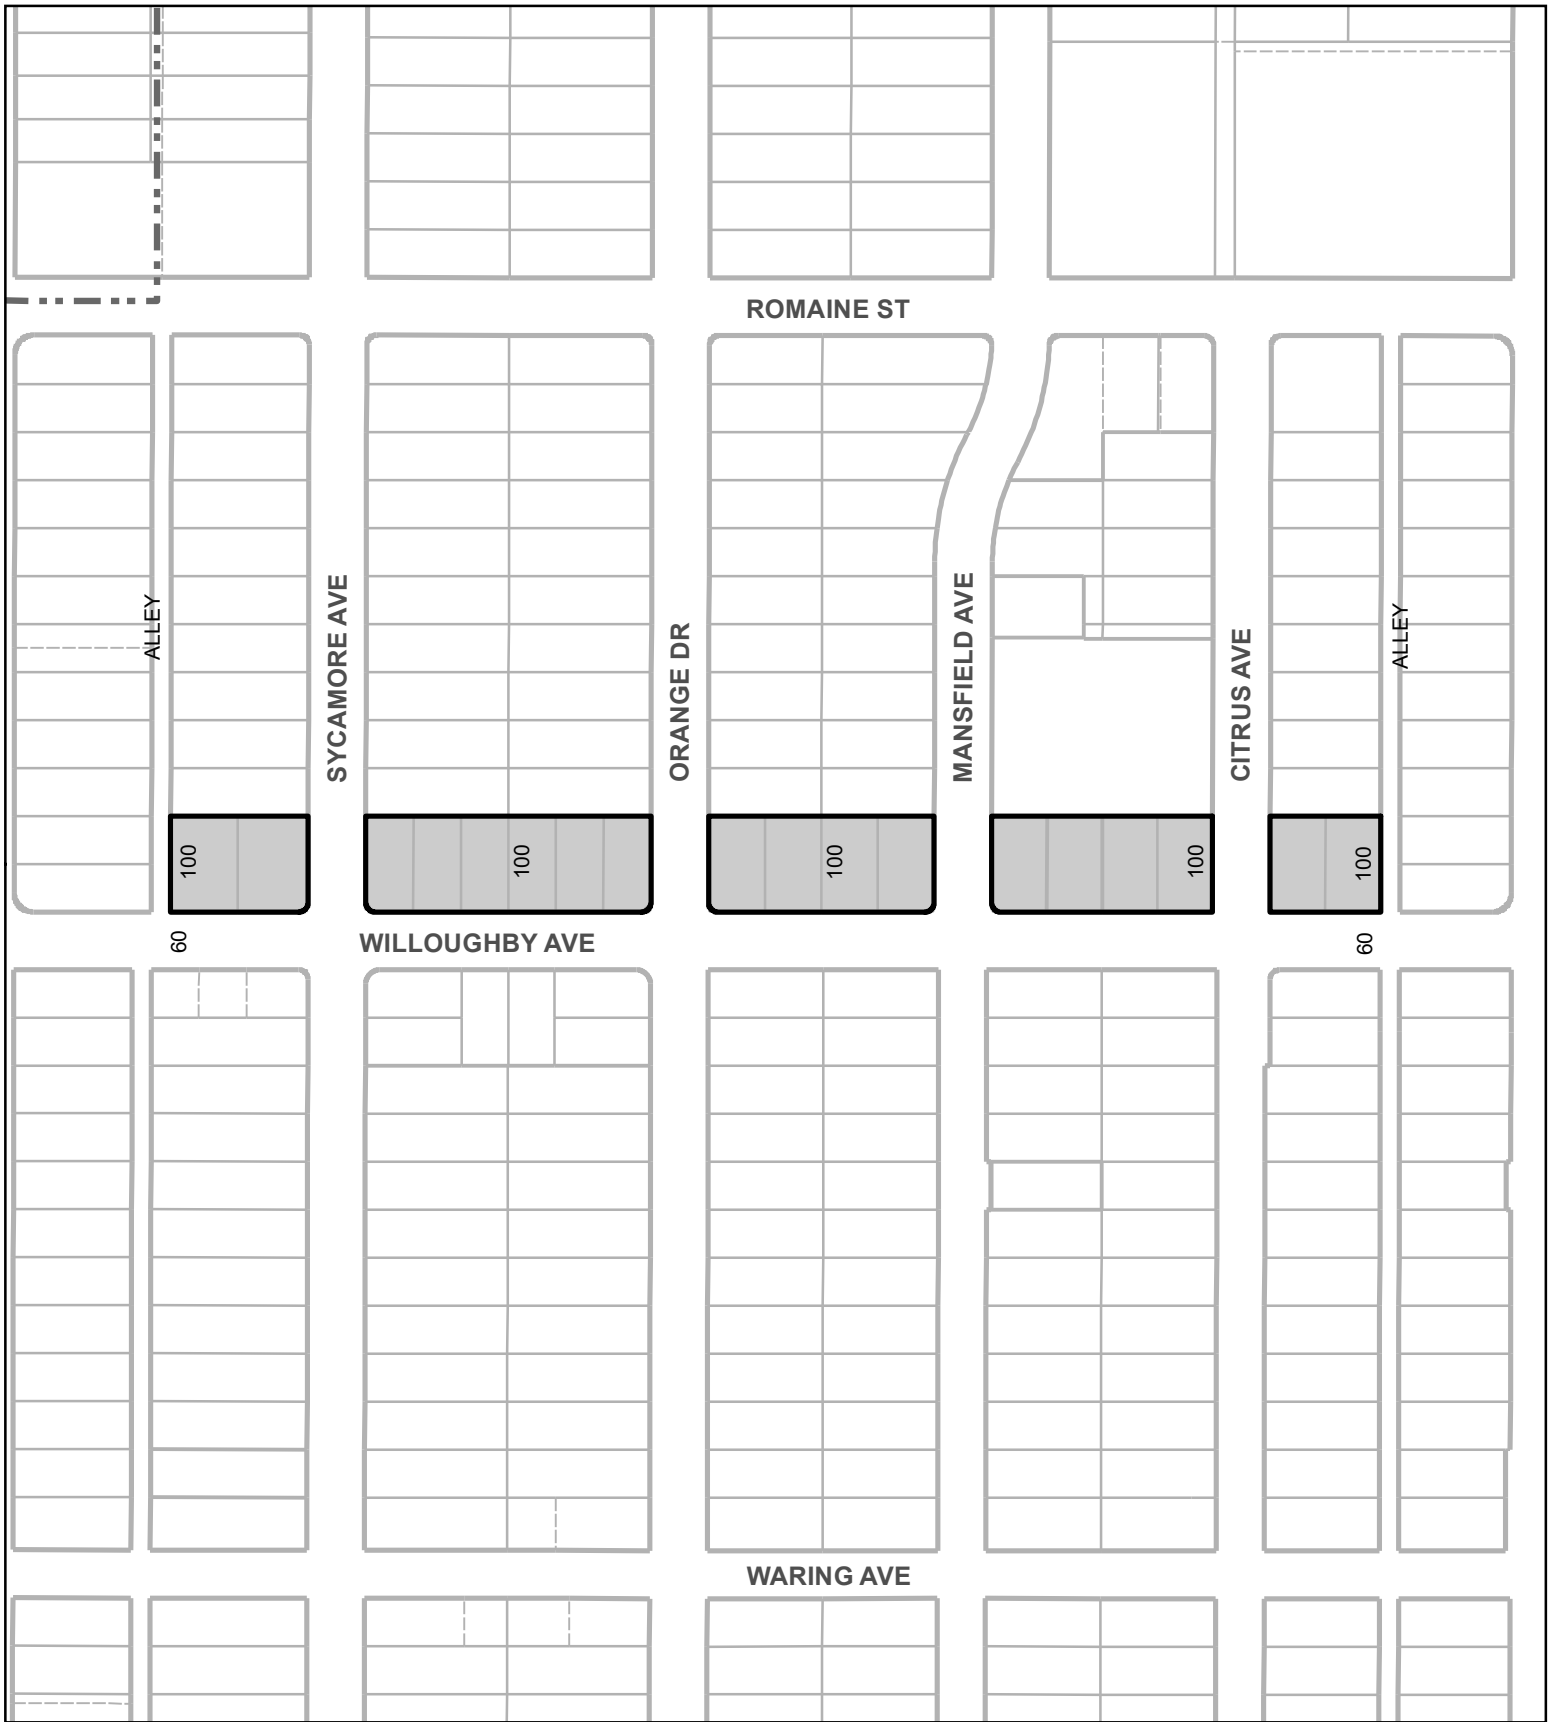 ROMAINE ST
ALLEY
SYCAMORE AVE
ORANGE DR
MANSFIELD AVE
CITRUS AVE
ALLEY
100
100
100
100
100
60
WILLOUGHBY AVE
60
WARING AVE